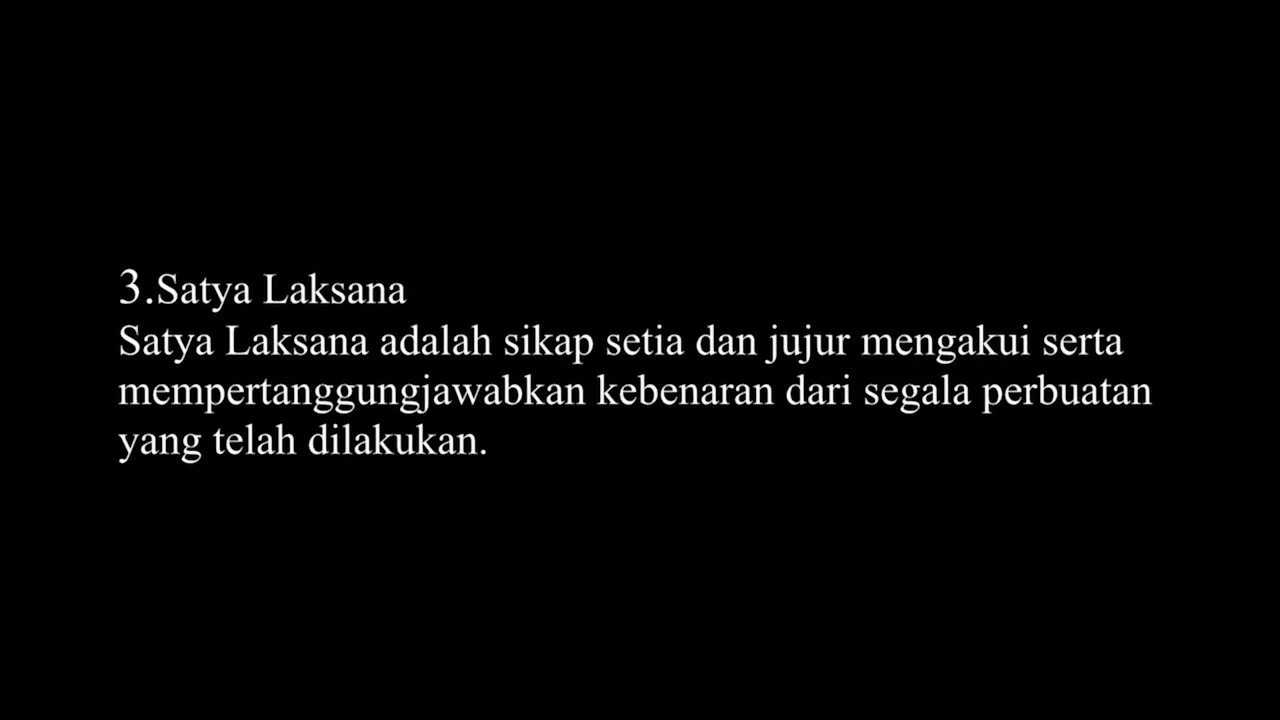 3.Satya Laksana
Satya Laksana adalah sikap setia dan jujur mengakui serta
mempertanggungjawabkan kebenaran dari segala perbuatan
yang telah dilakukan.